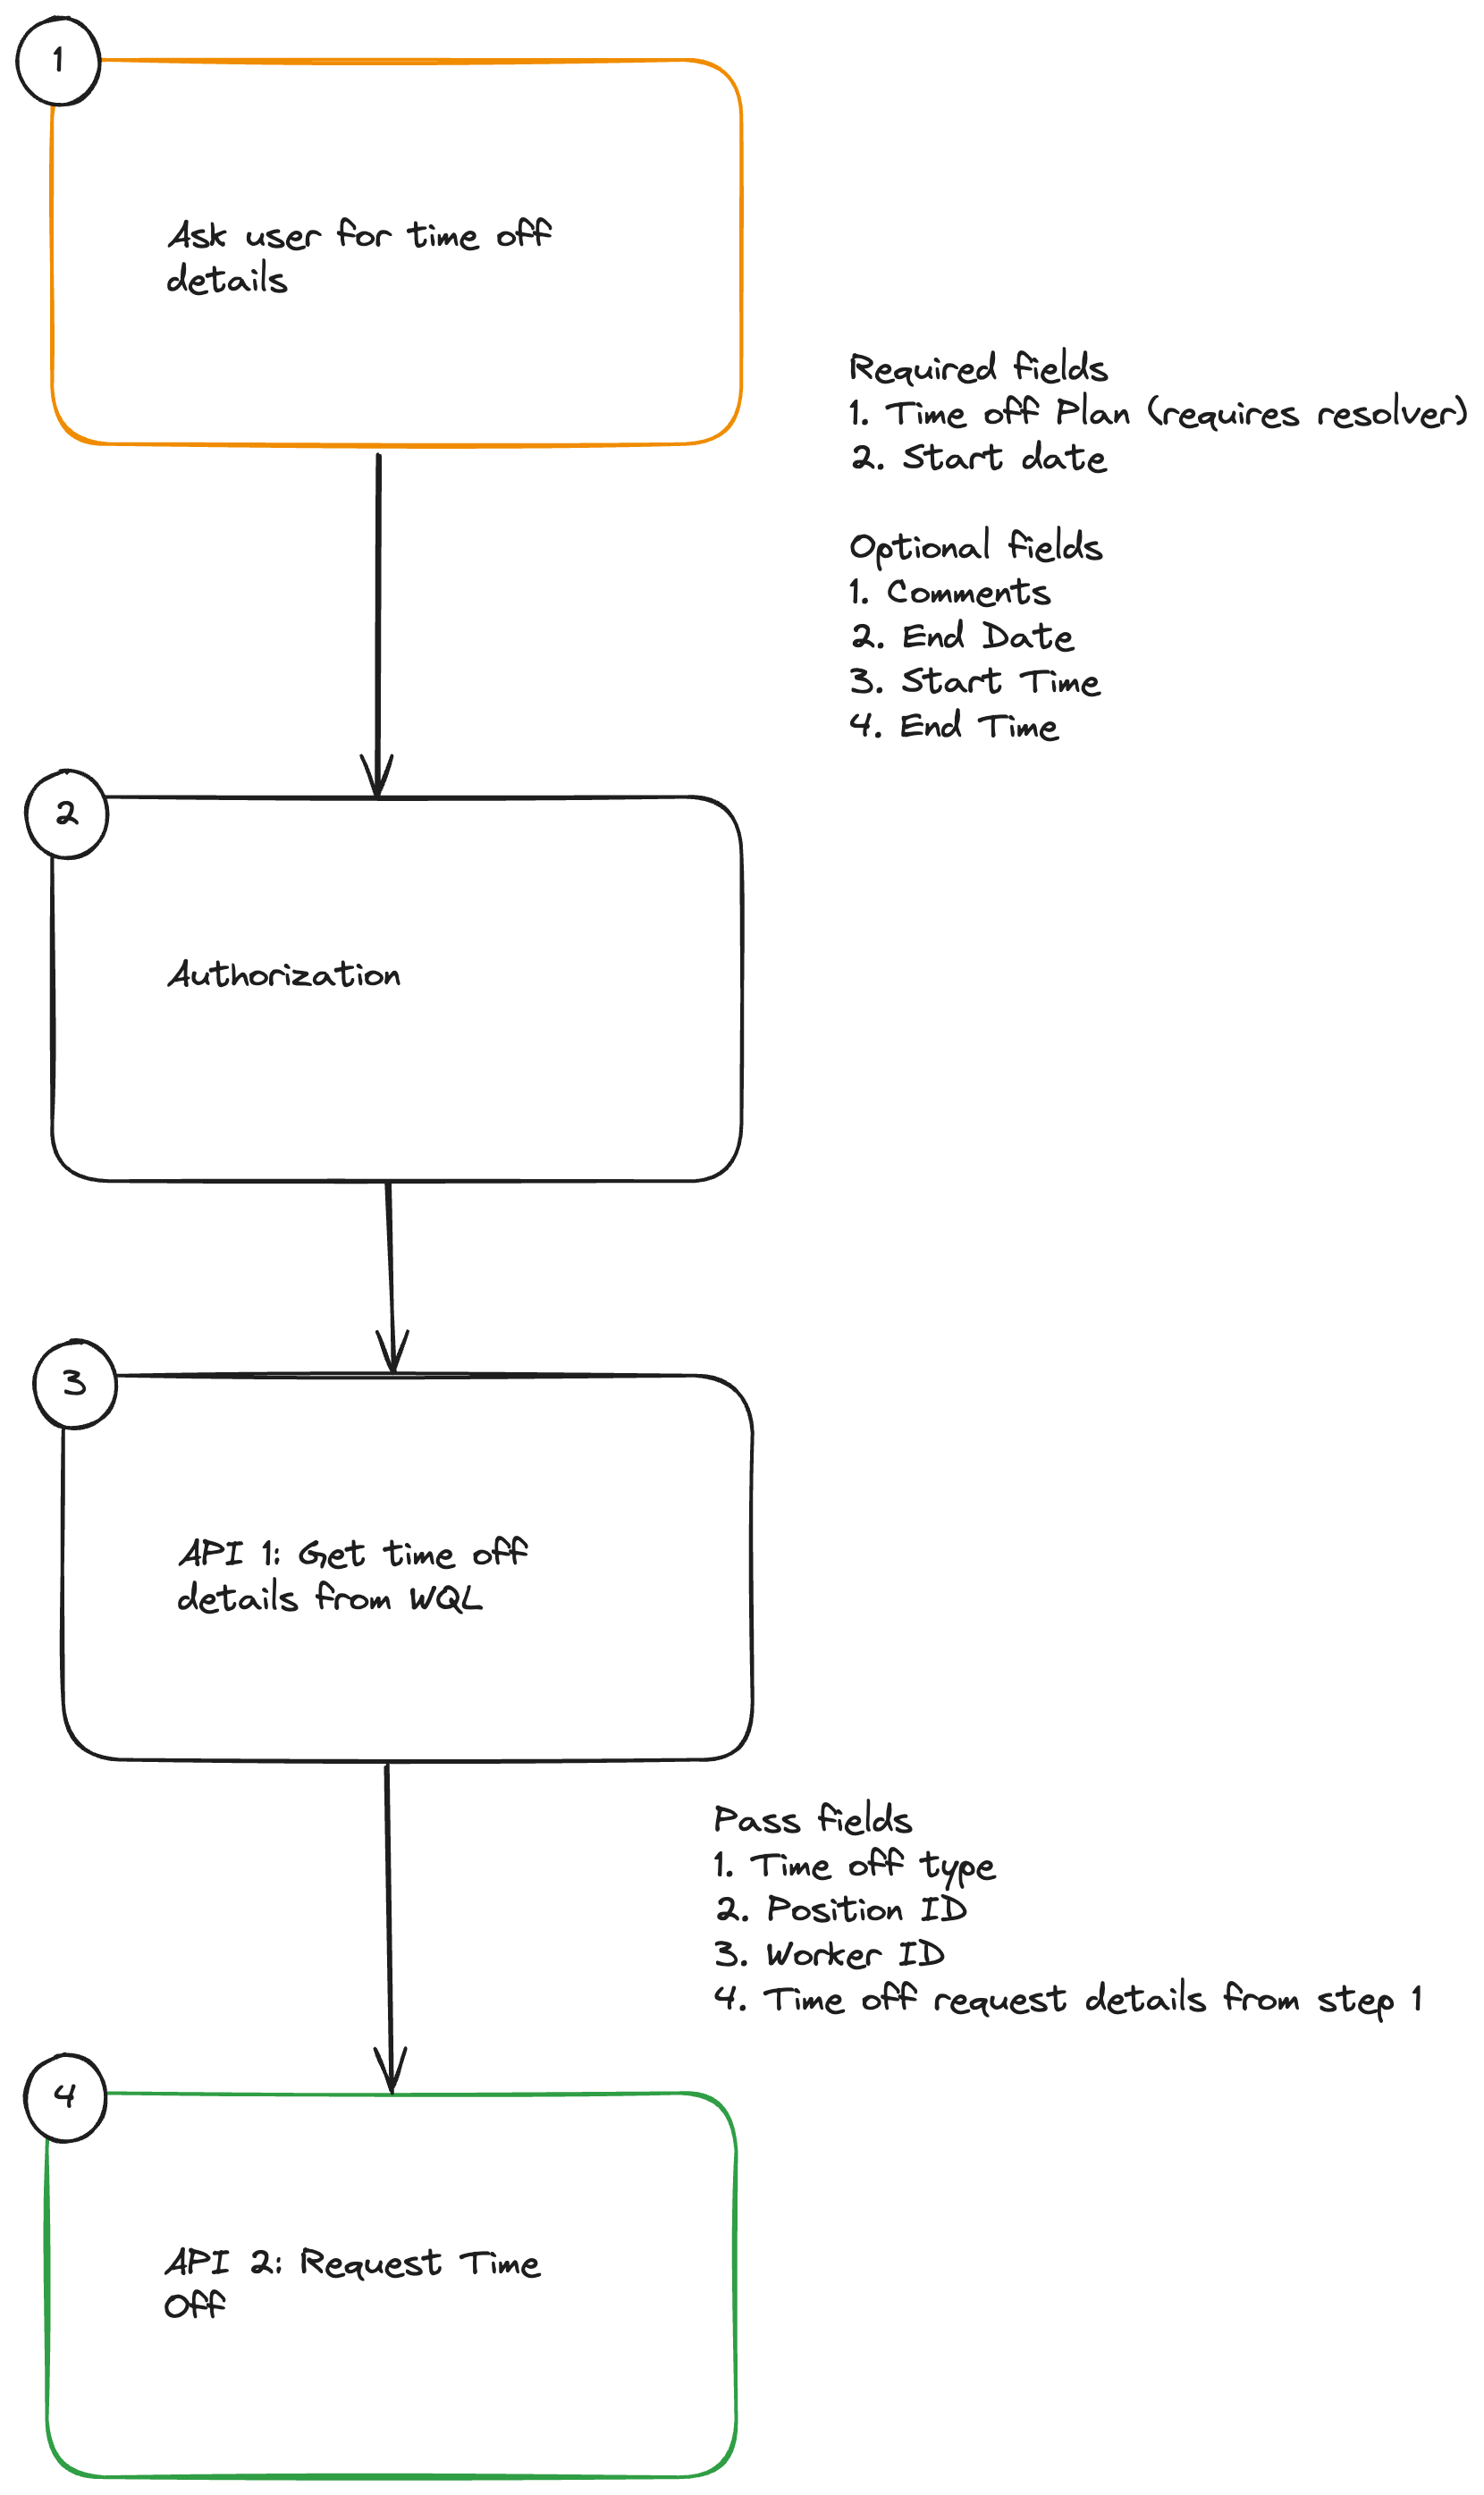 1
Ask user for time off
details
Required fields
1. Time off Plan (requires resolver)
2. Start date
Optional fields
1. Comments
2. End Date
3. Start Time
4. End Time
2
Authorization
3
API 1: Get time off
details from WQL
Pass fields
1. Time off type
2. Position ID
3. Worker ID
4. Time off request details from step 1
4
API 2: Request Time
Off